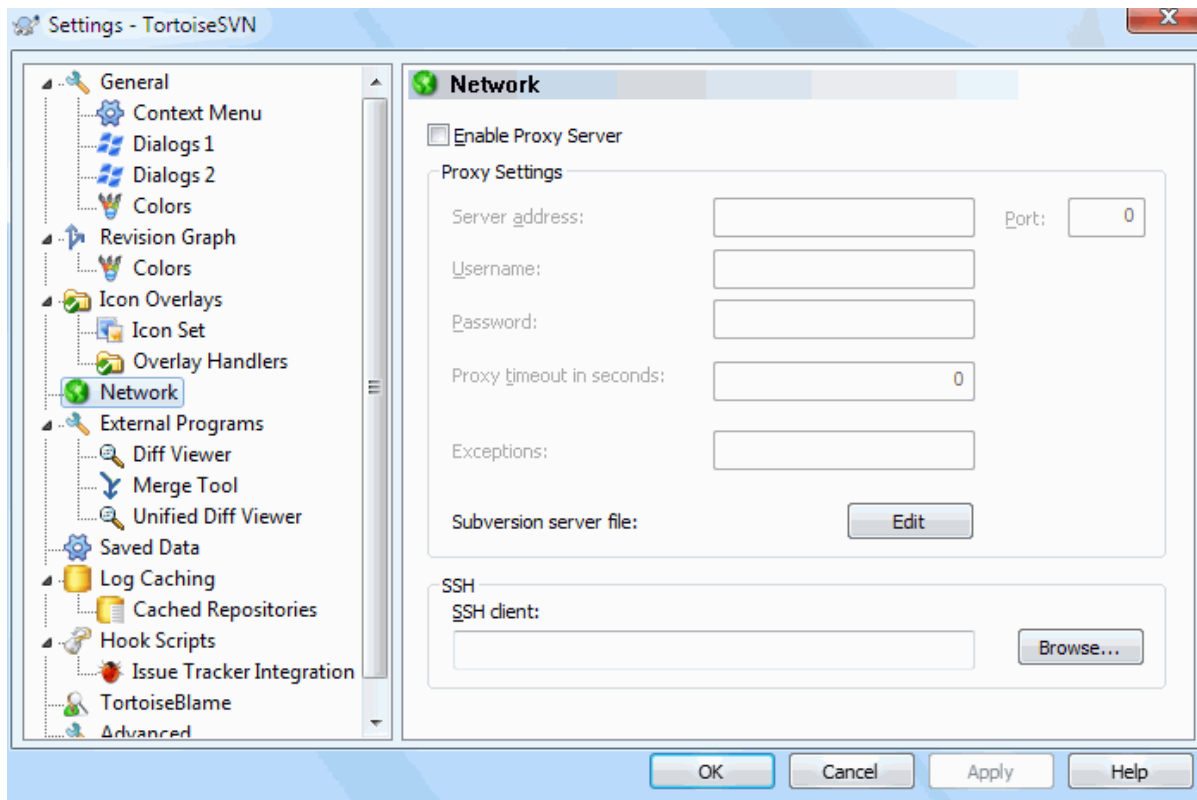 Settings - TortoiseSVN
General
Context Menu
Dialogs 1
Dialogs 2
Colors
Revision Graph
Colors
Icon Overlays
Icon Set
Overlay Handlers
Network
External Programs
Diff Viewer
Merge Tool
Unified Diff Viewer
Saved Data
Log Caching
Cached Repositories
Hook Scripts
Issue Tracker Integration
TortoiseBlame
Advanced
Network
Enable Proxy Server
Proxy Settings
Server address:
Port: 0
Username:
Password:
Proxy timeout in seconds: 0
Exceptions:
Subversion server file: Edit
SSH
SSH client:
Browse...
OK Cancel Apply Help